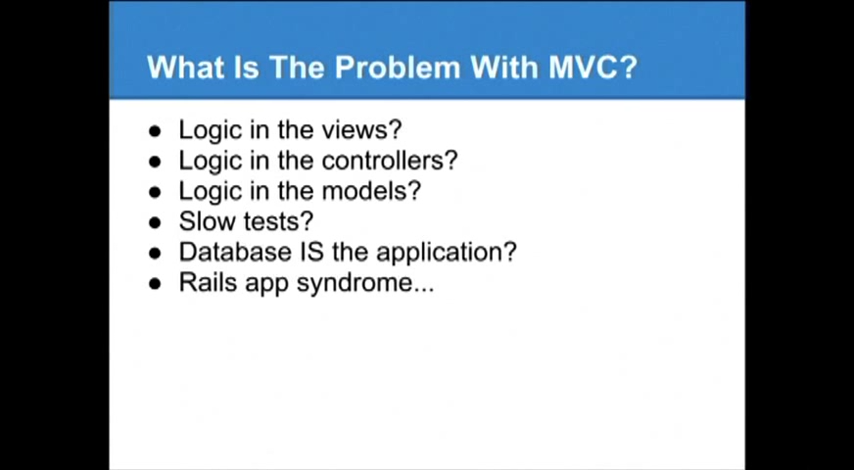 What Is The Problem With MVC?
● Logic in the views?
● Logic in the controllers?
● Logic in the models?
● Slow tests?
● Database IS the application?
● Rails app syndrome...